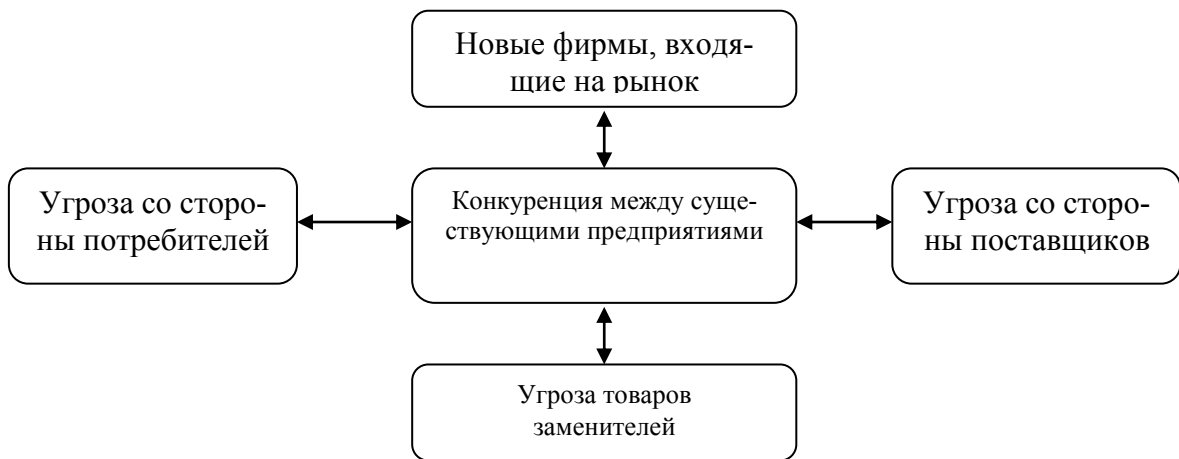 Новые фирмы, входя-
щие на рынок
Угроза со сторо-
ны потребителей
Конкуренция между суще-
ствующими предприятиями
Угроза со сторо-
ны поставщиков
Угроза товаров
заменителей